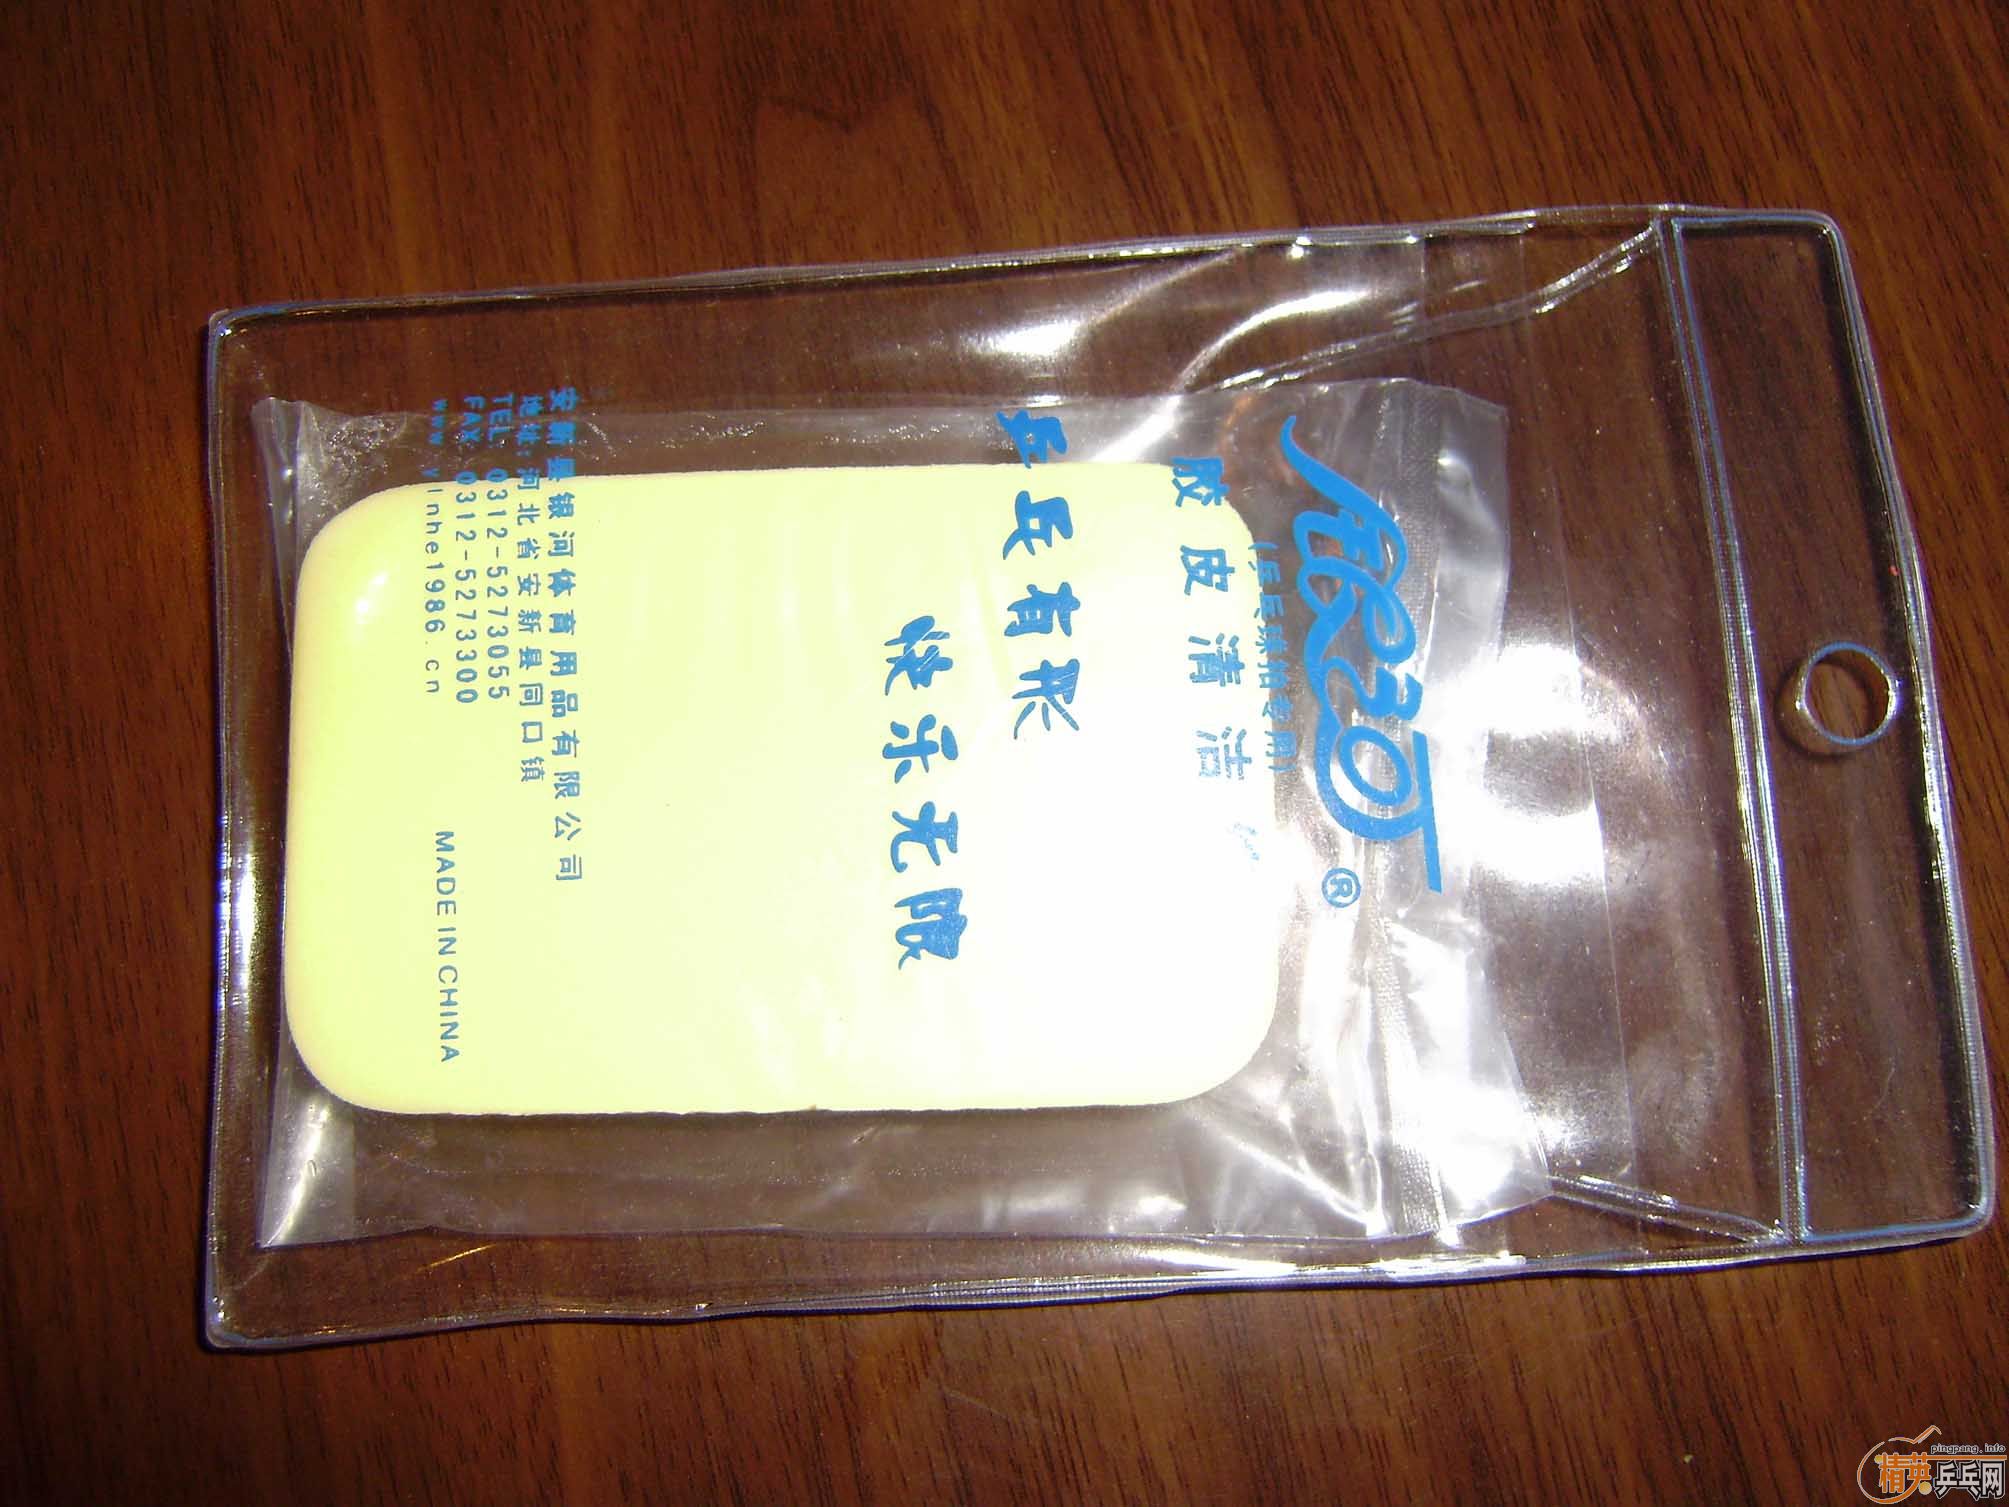 ®
(乒乓球拍专用)
胶皮清洁
乒乓有
快乐无限
安新县银河体育用品有限公司
地址:河北省安新县同口镇
TEL 0312-5273055
FAX 0312-5273300
www.yinhe1986.cn MADE IN CHINA
pingpang.info
精英乒乓网